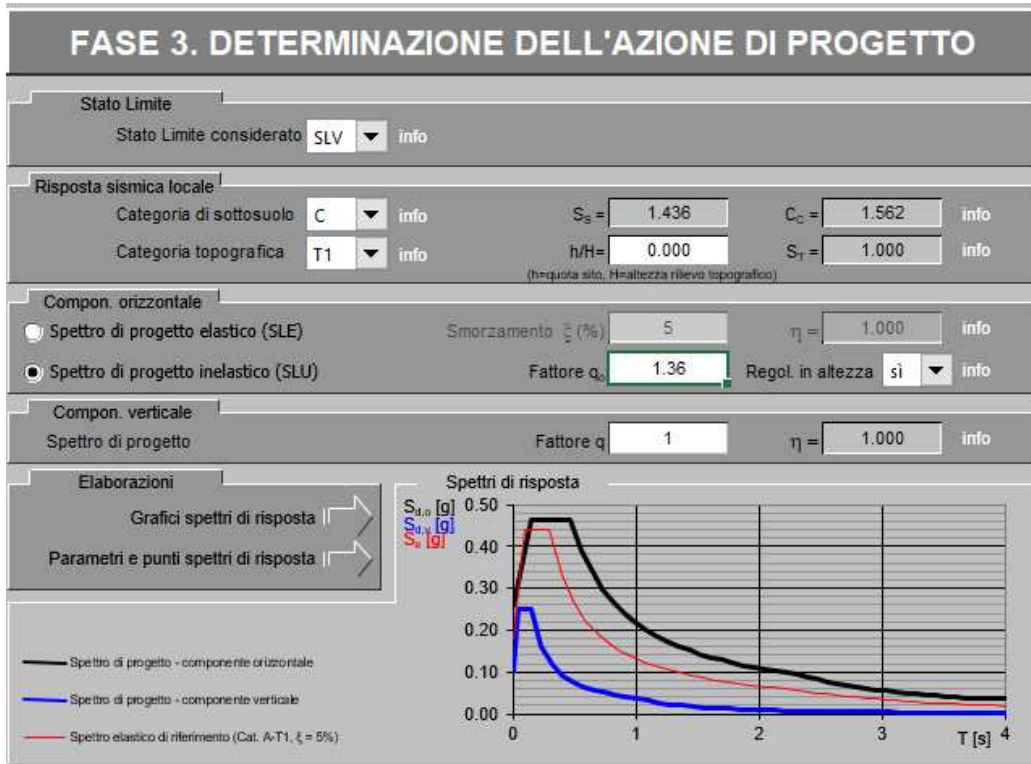 FASE 3. DETERMINAZIONE DELL'AZIONE DI PROGETTO
Stato Limite
Stato Limite considerato SLV info
Risposta sismica locale
Categoria di sottosuolo C info SS = 1.436 CC = 1.562 info
Categoria topografica T1 info h/H= 0.000 ST = 1.000 info
(h=quota sito, H=altezza rilievo topografico)
Compon. orizzontale
Spettro di progetto elastico (SLE) Smorzamento ξ (%) 5 η = 1.000 info
Spettro di progetto inelastico (SLU) Fattore qo 1.36 Regol. in altezza sì info
Compon. verticale
Spettro di progetto Fattore q 1 η = 1.000 info
Elaborazioni
Grafici spettri di risposta
Parametri e punti spettri di risposta
Spettri di risposta
Sd,o [g]
Sd,v [g]
Se [g]
0.50
0.40
0.30
0.20
0.10
0.00
0 1 2 3 4
T [s]
Spettro di progetto - componente orizzontale
Spettro di progetto - componente verticale
Spettro elastico di riferimento (Cat. A-T1, ξ = 5%)